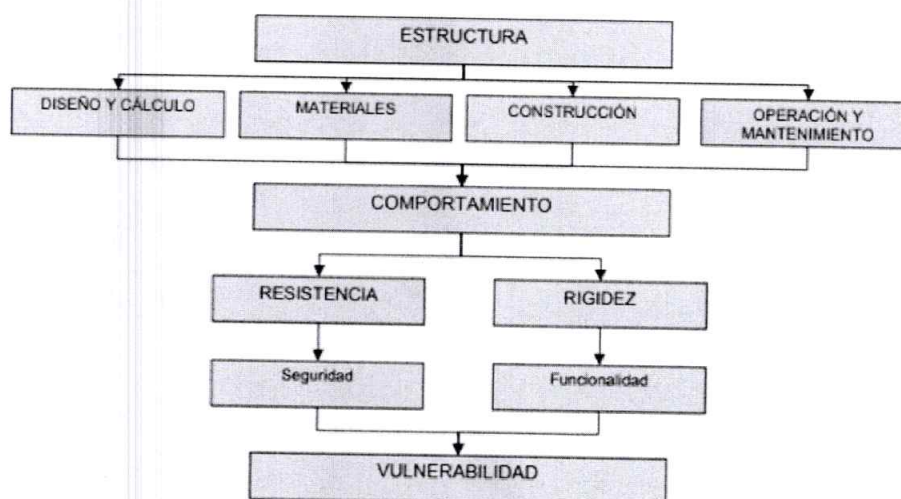 ESTRUCTURA
DISEÑO Y CÁLCULO
MATERIALES
CONSTRUCCIÓN
OPERACIÓN Y
MANTENIMIENTO
COMPORTAMIENTO
RESISTENCIA
RIGIDEZ
Seguridad
Funcionalidad
VULNERABILIDAD